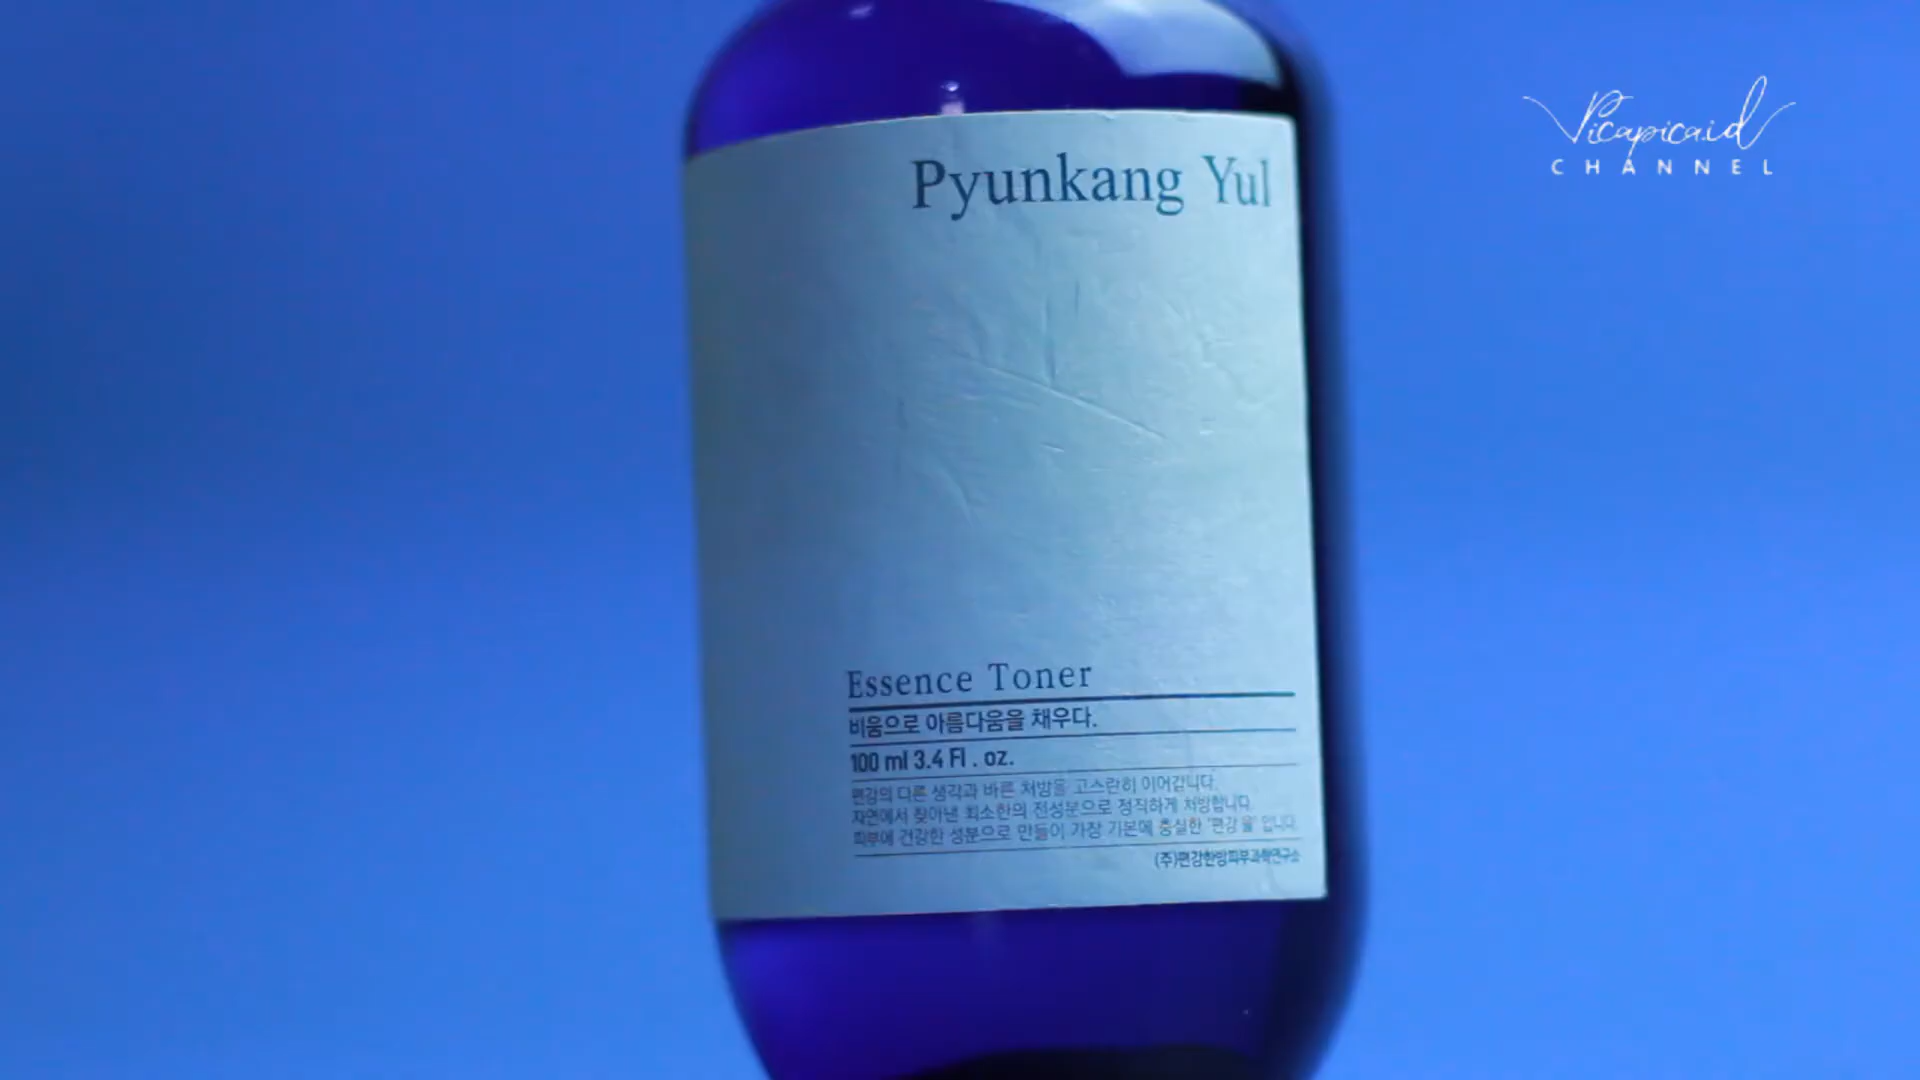 Picapicaid
CHANNEL
Pyunkang Yul
Essence Toner
비움으로 아름다움을 채우다.
100 ml 3.4 Fl . oz.
편강의 다른 생각과 바른 처방을 고스란히 이어갑니다.
자연에서 찾아낸 최소한의 전성분으로 정직하게 처방합니다.
피부에 건강한 성분으로 만들어 가장 기본에 충실한 '편강 율' 입니다.
(주)편강한방피부과학연구소